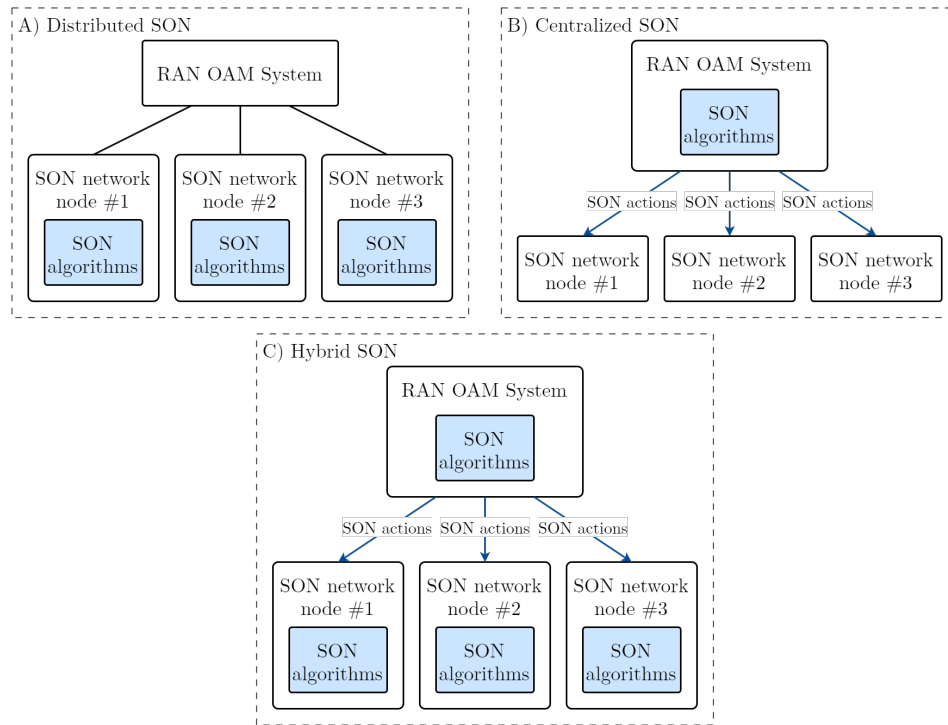 A) Distributed SON
RAN OAM System
SON network
node #1
SON
algorithms
SON network
node #2
SON
algorithms
SON network
node #3
SON
algorithms
B) Centralized SON
RAN OAM System
SON
algorithms
SON actions
SON actions
SON actions
SON network
node #1
SON network
node #2
SON network
node #3
C) Hybrid SON
RAN OAM System
SON
algorithms
SON actions
SON actions
SON actions
SON network
node #1
SON
algorithms
SON network
node #2
SON
algorithms
SON network
node #3
SON
algorithms